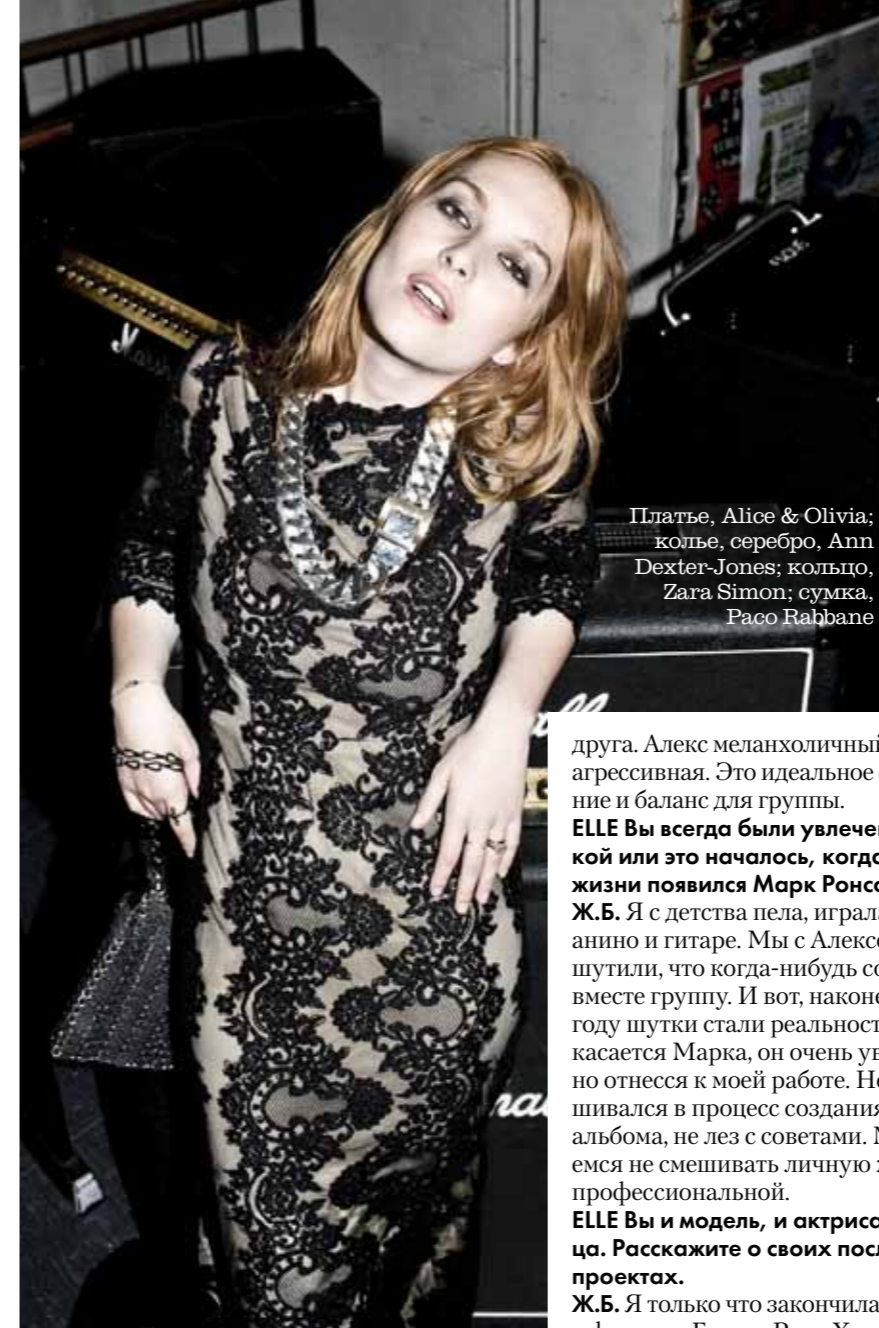 Платье, Alice & Olivia;
колье, серебро, Ann
Dexter-Jones; кольцо,
Zara Simon; сумка,
Paco Rabbane
друга. Алекс меланхоличный
агрессивная. Это идеальное
ние и баланс для группы.
ELLE Вы всегда были увлечен
кой или это началось, когда
жизни появился Марк Ронсо
Ж.Б. Я с детства пела, играла
анино и гитаре. Мы с Алексо
шутили, что когда-нибудь со
вместе группу. И вот, наконе
году шутки стали реальност
касается Марка, он очень ув
но отнесся к моей работе. Не
шивался в процесс создания
альбома, не лез с советами. М
емся не смешивать личную
профессиональной.
ELLE Вы и модель, и актриса
ца. Расскажите о своих посл
проектах.
Ж.Б. Я только что закончила